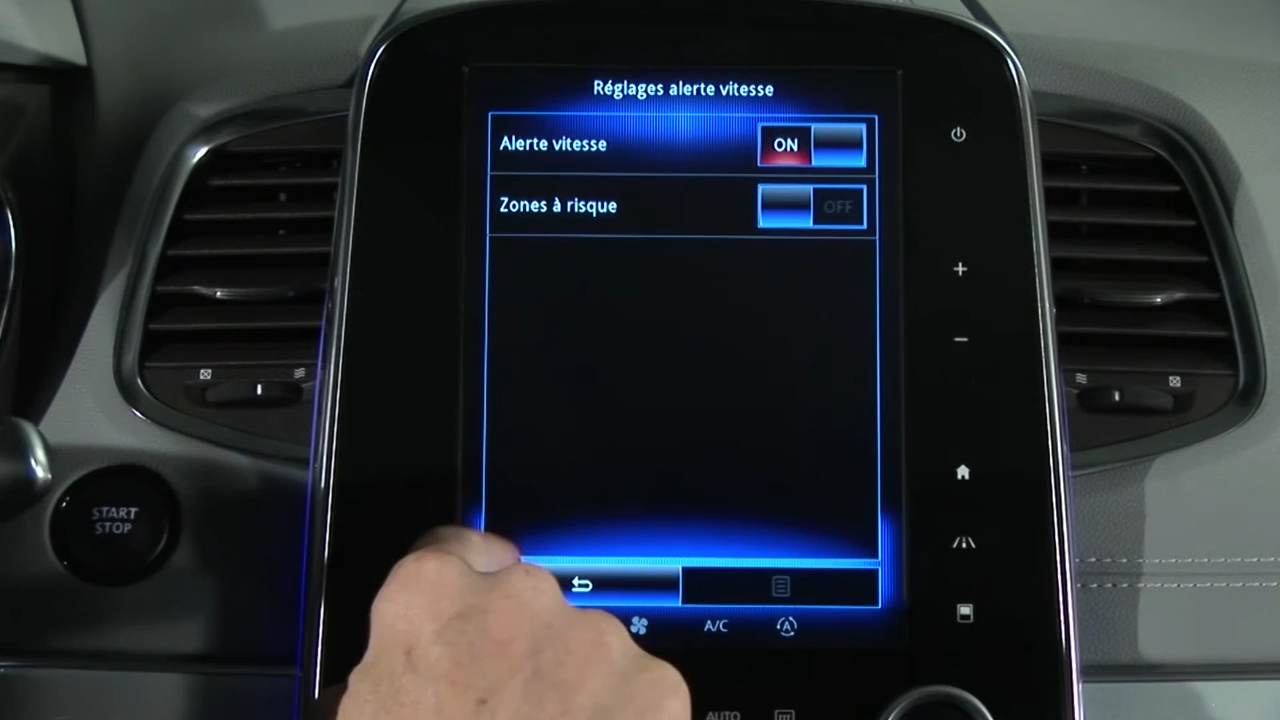 Réglages alerte vitesse
Alerte vitesse ON
Zones à risque OFF
START
STOP
A/C A
AUTO